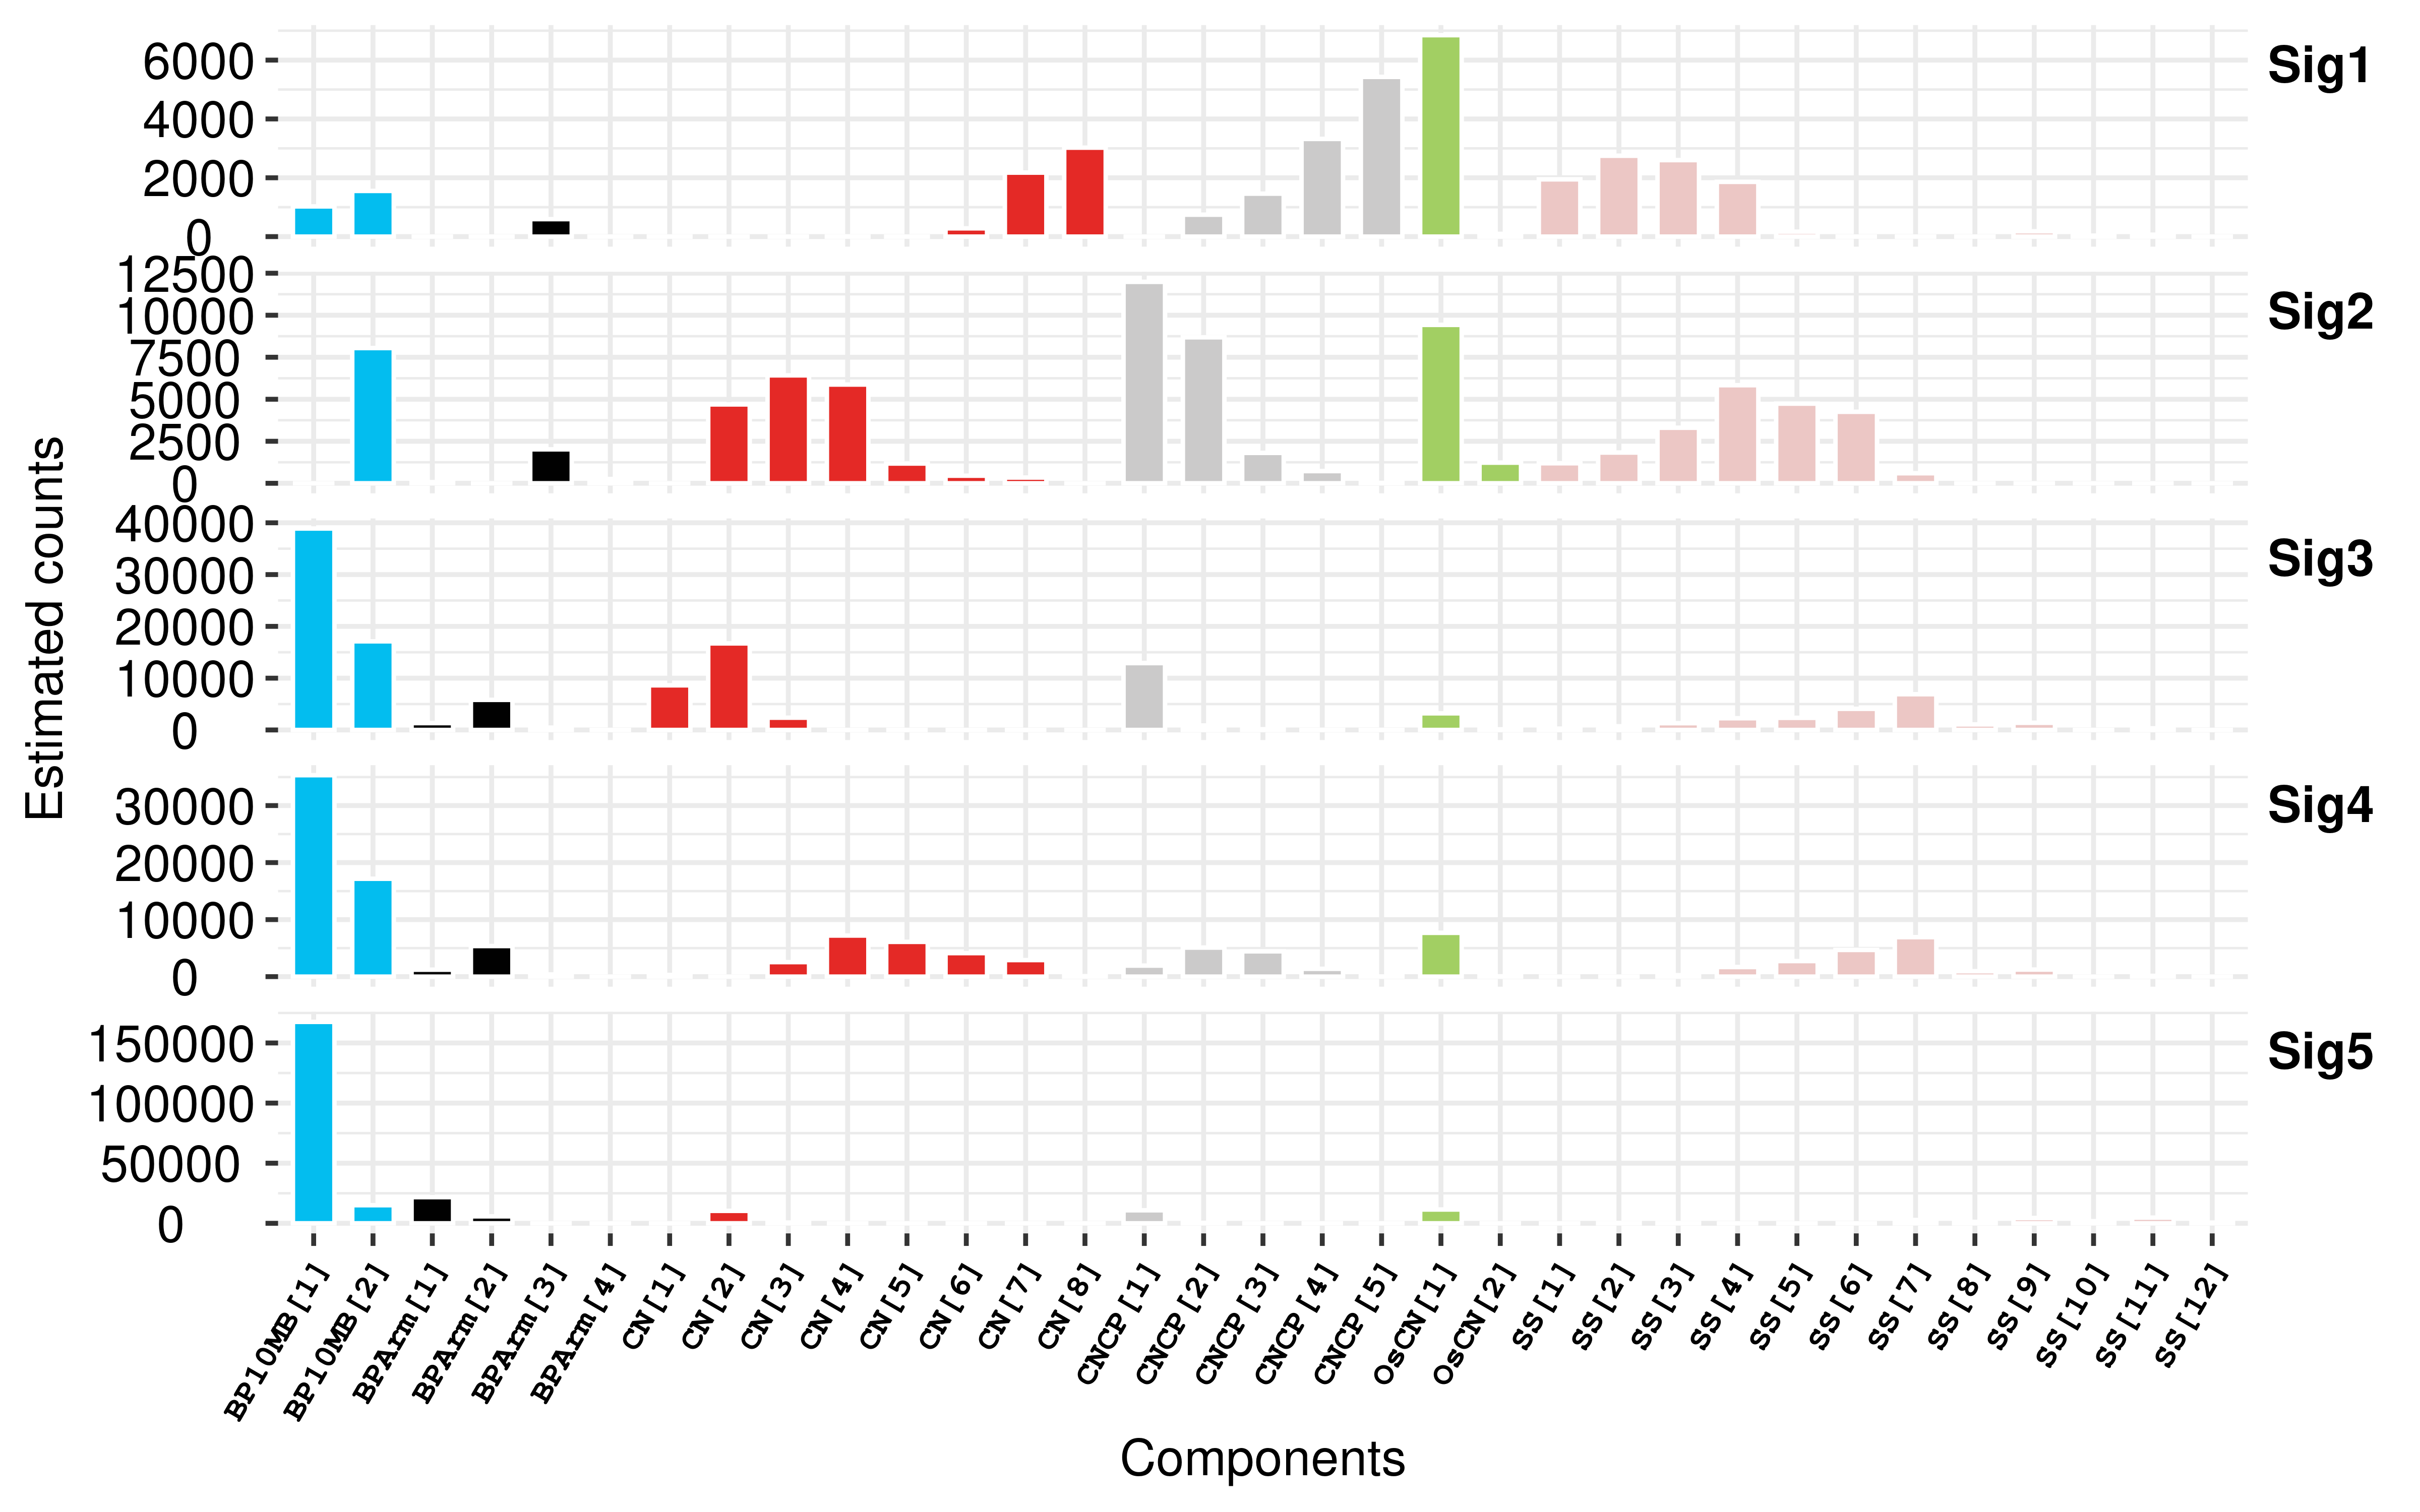 6000
4000
2000
0
Sig1
12500
10000
7500
5000
2500
0
Sig2
40000
30000
20000
10000
0
Sig3
30000
20000
10000
0
Sig4
150000
100000
50000
0
Sig5
Estimated counts
BP10MB[1]
BP10MB[2]
BPArm[1]
BPArm[2]
BPArm[3]
BPArm[4]
CN[1]
CN[2]
CN[3]
CN[4]
CN[5]
CN[6]
CN[7]
CN[8]
CNCP[1]
CNCP[2]
CNCP[3]
CNCP[4]
CNCP[5]
OsCN[1]
OsCN[2]
SS[1]
SS[2]
SS[3]
SS[4]
SS[5]
SS[6]
SS[7]
SS[8]
SS[9]
SS[10]
SS[11]
SS[12]
Components